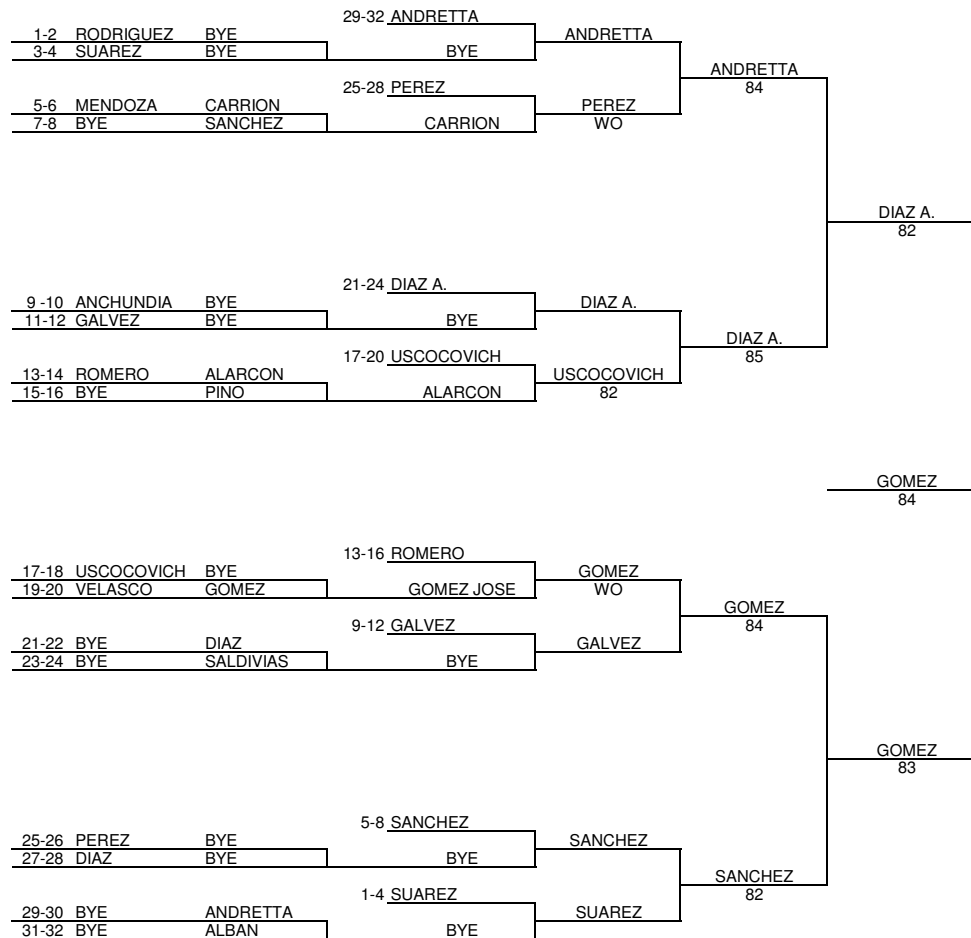 29-32 ANDRETTA
1-2 RODRIGUEZ BYE ANDRETTA
3-4 SUAREZ BYE BYE
ANDRETTA
25-28 PEREZ 84
5-6 MENDOZA CARRION PEREZ
7-8 BYE SANCHEZ CARRION WO
DIAZ A.
82
21-24 DIAZ A.
9 -10 ANCHUNDIA BYE DIAZ A.
11-12 GALVEZ BYE BYE
DIAZ A.
17-20 USCOCOVICH 85
13-14 ROMERO ALARCON USCOCOVICH
15-16 BYE PINO ALARCON 82
GOMEZ
84
13-16 ROMERO
17-18 USCOCOVICH BYE GOMEZ
19-20 VELASCO GOMEZ GOMEZ JOSE WO
GOMEZ
9-12 GALVEZ 84
21-22 BYE DIAZ GALVEZ
23-24 BYE SALDIVIAS BYE
GOMEZ
83
5-8 SANCHEZ
25-26 PEREZ BYE SANCHEZ
27-28 DIAZ BYE BYE
SANCHEZ
1-4 SUAREZ 82
29-30 BYE ANDRETTA SUAREZ
31-32 BYE ALBAN BYE